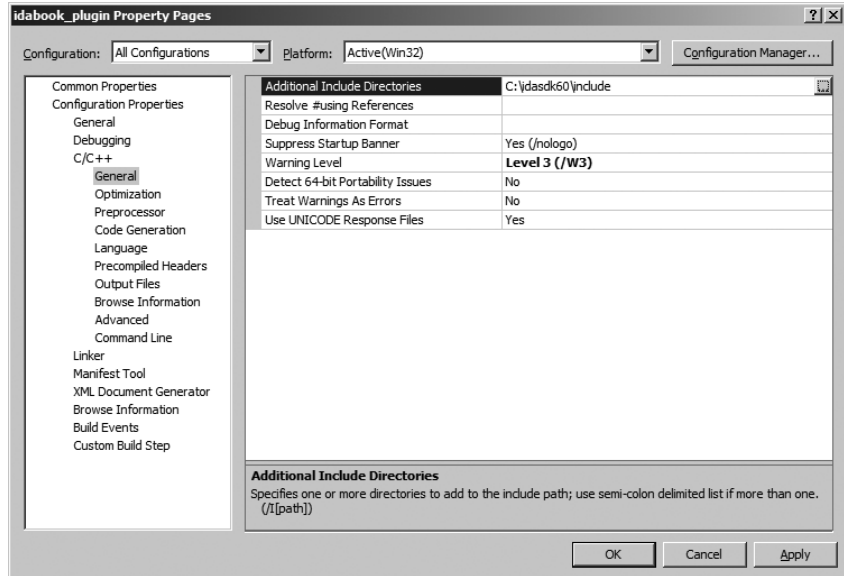 idabook_plugin Property Pages
Configuration: All Configurations Platform: Active(Win32) Configuration Manager...
Common Properties
Configuration Properties
General
Debugging
C/C++
General
Optimization
Preprocessor
Code Generation
Language
Precompiled Headers
Output Files
Browse Information
Advanced
Command Line
Linker
Manifest Tool
XML Document Generator
Browse Information
Build Events
Custom Build Step
Additional Include Directories C:\idasdk60\include ...
Resolve #using References
Debug Information Format
Suppress Startup Banner Yes (/nologo)
Warning Level Level 3 (/W3)
Detect 64-bit Portability Issues No
Treat Warnings As Errors No
Use UNICODE Response Files Yes
Additional Include Directories
Specifies one or more directories to add to the include path; use semi-colon delimited list if more than one.
(/I[path])
OK Cancel Apply